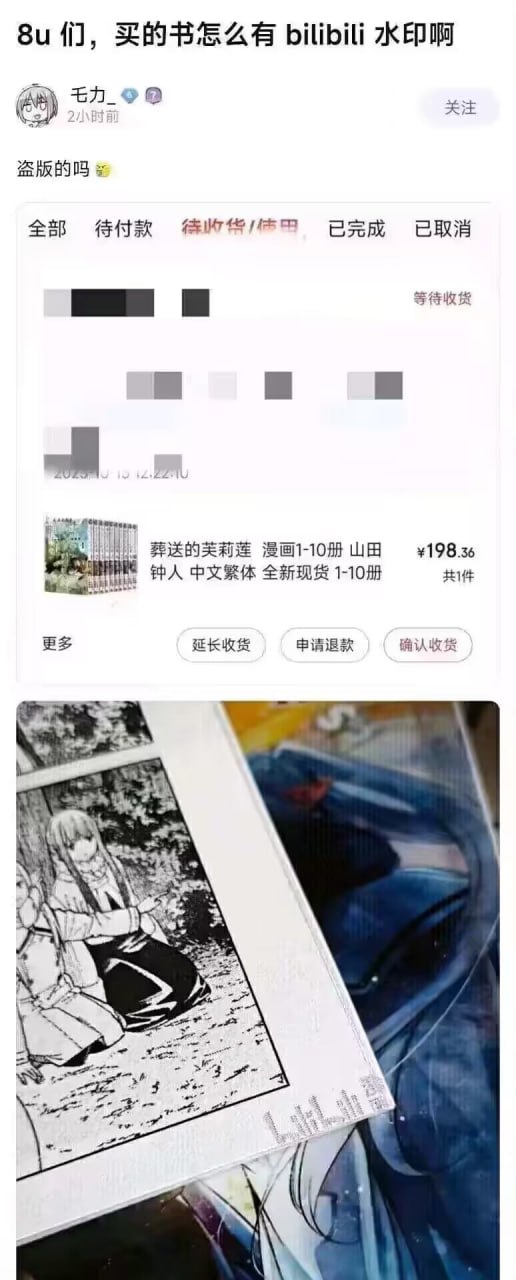 8u 们，买的书怎么有 bilibili 水印啊
毛力_
2小时前
关注
盗版的吗
全部 待付款 待收货/使用 已完成 已取消
等待收货
葬送的芙莉莲 漫画1-10册 山田
钟人 中文繁体 全新现货 1-10册
¥198.36
共1件
更多 延长收货 申请退款 确认收货
bilibili